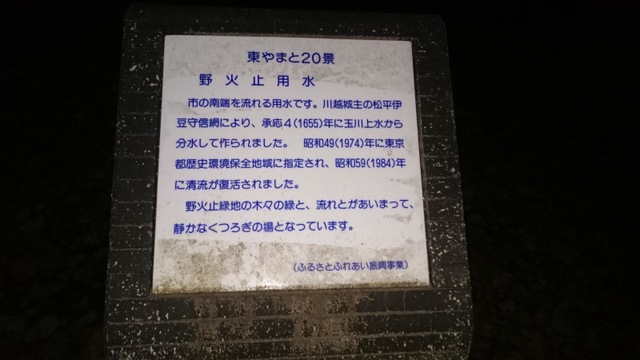 東やまと20景
野火止用水
市の南端を流れる用水です。川越城主の松平伊
豆守信綱により、承応4(1655)年に玉川上水から
分水して作られました。 昭和49(1974)年に東京
都歴史環境保全地域に指定され、昭和59(1984)年
に清流が復活されました。
野火止緑地の木々の緑と、流れとがあいまって、
静かなくつろぎの場となっています。
(ふるさとふれあい振興事業)